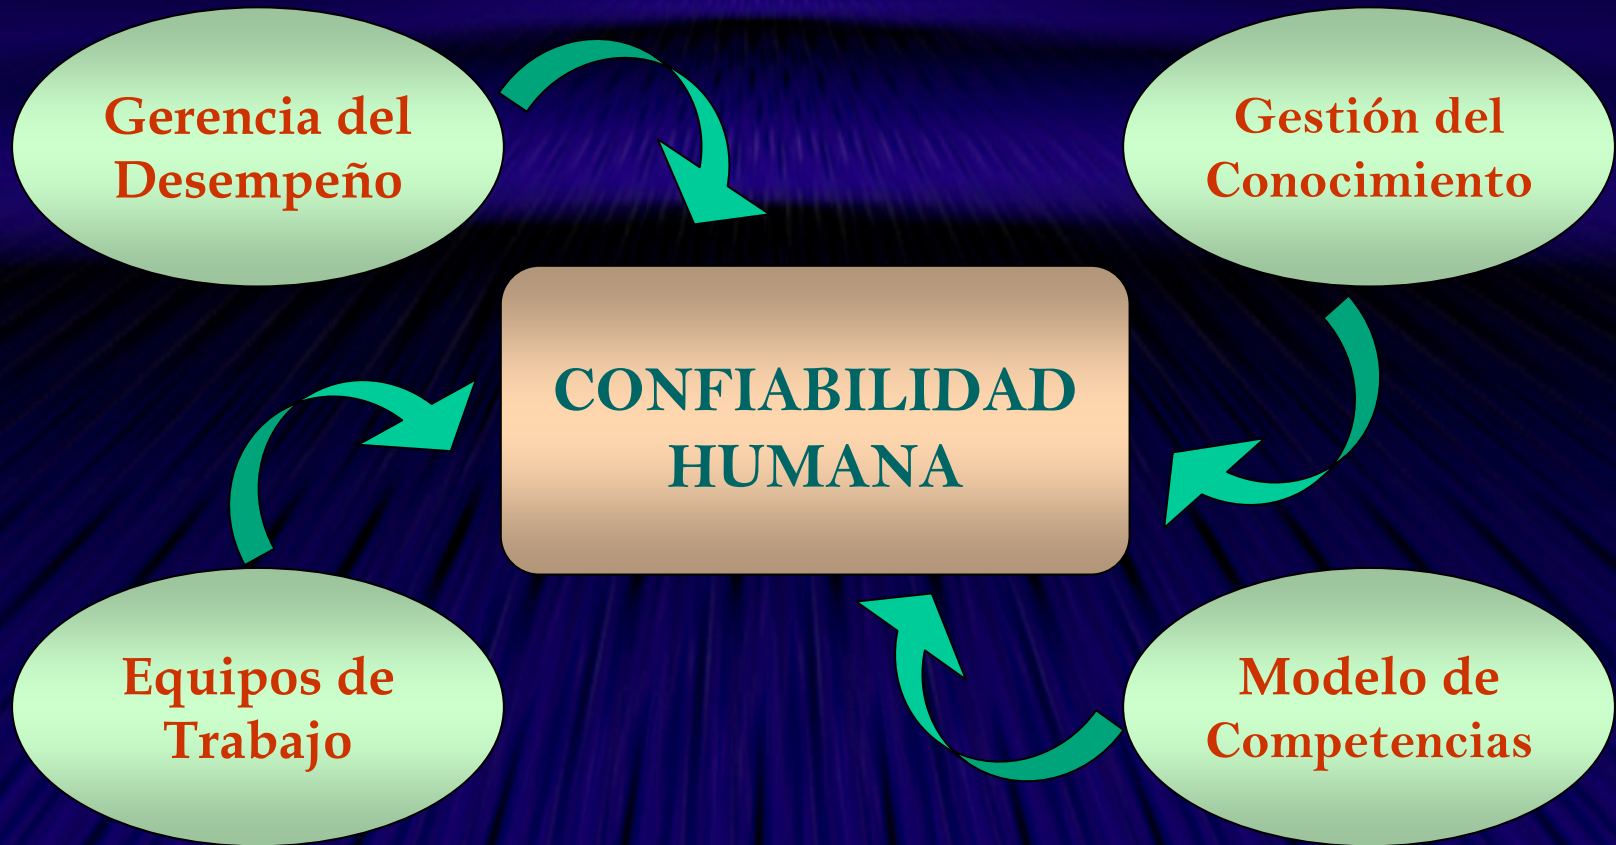 Gerencia del
Desempeño
Gestión del
Conocimiento
CONFIABILIDAD
HUMANA
Equipos de
Trabajo
Modelo de
Competencias